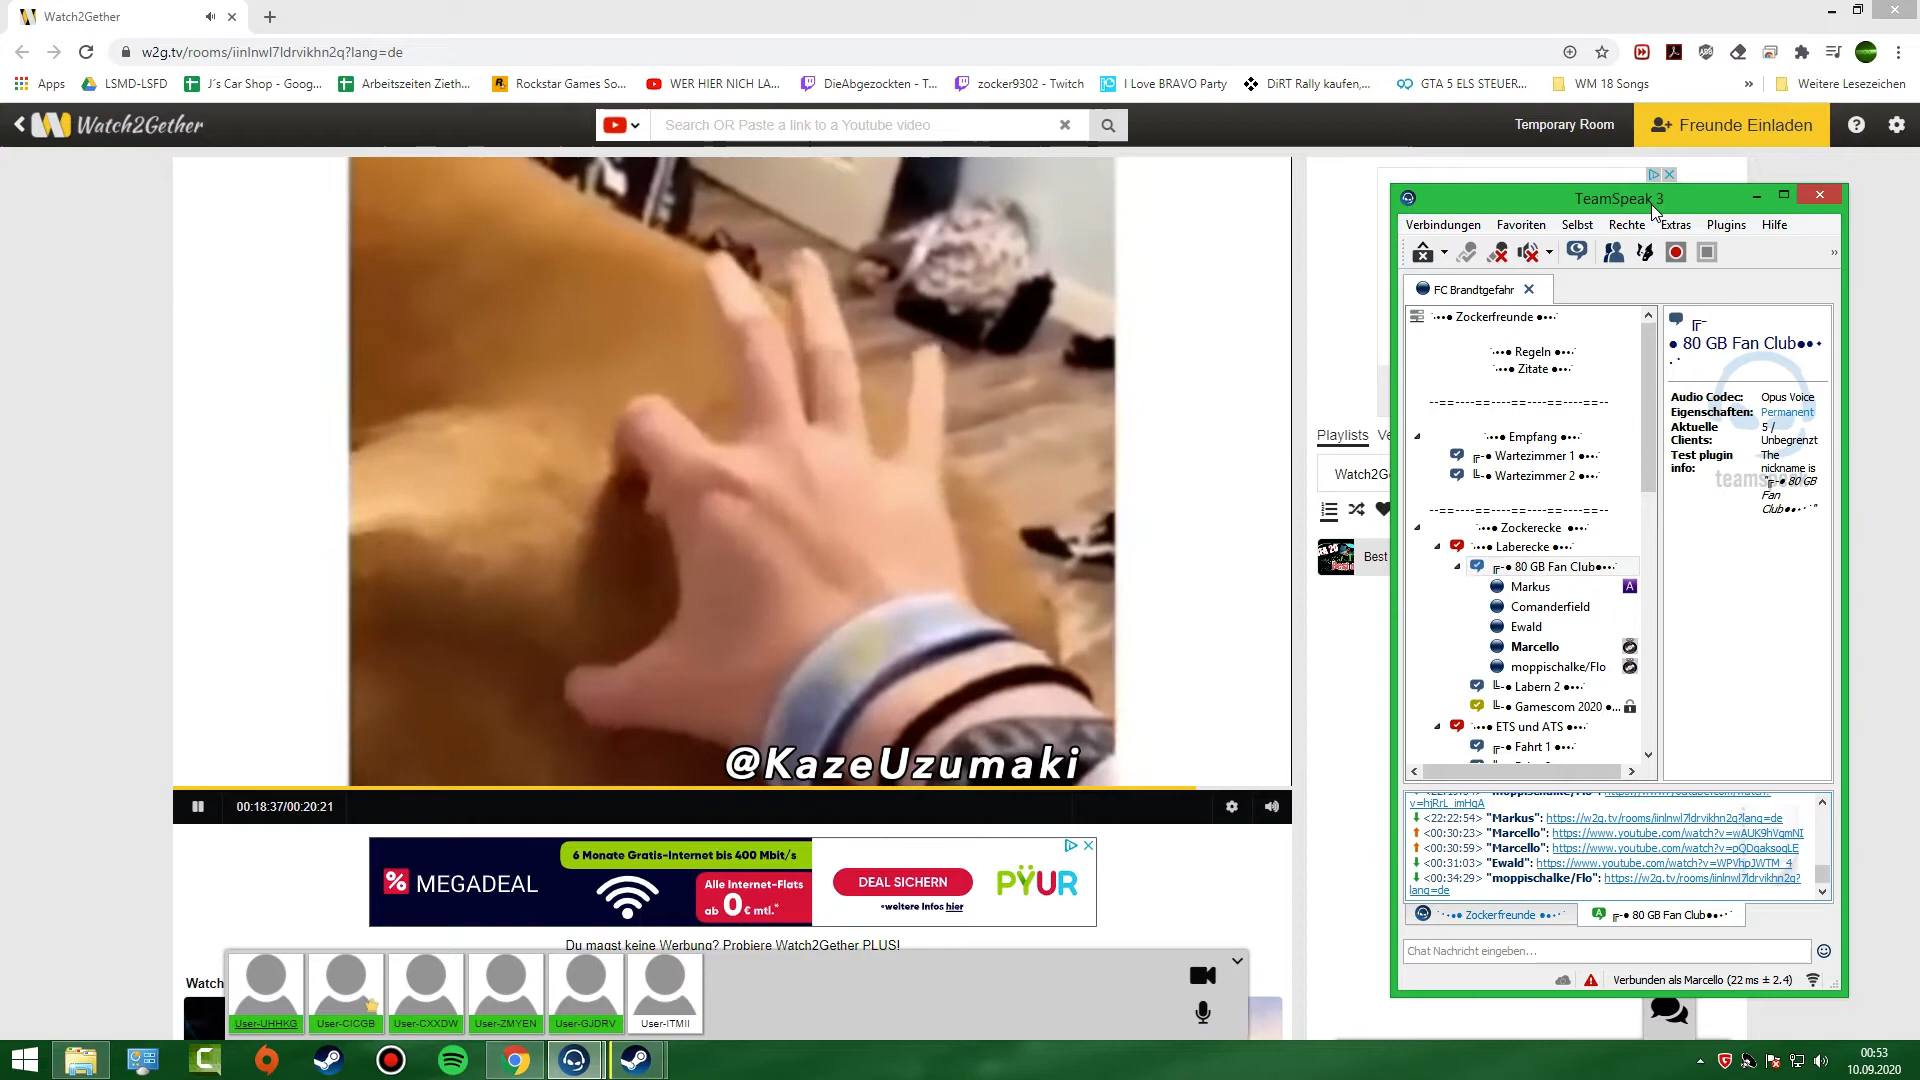 Watch2Gether
w2g.tv/rooms/iinlnwl7ldrvikhn2q?lang=de
Apps LSMD-LSFD J´s Car Shop - Goog... Arbeitszeiten Zieth... Rockstar Games So... WER HIER NICH LA... DieAbgezockten - T... zocker9302 - Twitch I Love BRAVO Party DiRT Rally kaufen,... GTA 5 ELS STEUER... WM 18 Songs » Weitere Lesezeichen
Watch2Gether Search OR Paste a link to a Youtube video Temporary Room Freunde Einladen
@KazeUzumaki
00:18:37/00:20:21
% MEGADEAL
6 Monate Gratis-Internet bis 400 Mbit/s
Alle Internet-Flats
ab 0€ mtl.*
DEAL SICHERN
*weitere Infos hier
PŸUR
Du magst keine Werbung? Probiere Watch2Gether PLUS!
Watch
User-UHHKG User-CICGB User-CXXDW User-ZMYEN User-GJDRV User-ITMII
Playlists
Watch2G
Best
TeamSpeak 3
Verbindungen Favoriten Selbst Rechte Extras Plugins Hilfe
FC Brandtgefahr
Zockerfreunde
Regeln
Zitate
--==-----==-----==-----==---
Empfang
╔-● Wartezimmer 1
╚-● Wartezimmer 2
--==-----==-----==-----==---
Zockerecke
Laberecke
╔-● 80 GB Fan Club
Markus
Comanderfield
Ewald
Marcello
moppischalke/Flo
╚-● Labern 2
╚-● Gamescom 2020
ETS und ATS
╔-● Fahrt 1
╔-
● 80 GB Fan Club
Audio Codec: Opus Voice
Eigenschaften: Permanent
Aktuelle Clients: 5 / Unbegrenzt
Test plugin info: The nickname is "╔-● 80 GB Fan Club"
teamspeak
v=hjRrL_imHgA
<22:22:54> "Markus": https://w2g.tv/rooms/iinlnwl7ldrvikhn2q?lang=de
<00:30:23> "Marcello": https://www.youtube.com/watch?v=wAUK9hVgmNI
<00:30:59> "Marcello": https://www.youtube.com/watch?v=pQDqaksoqLE
<00:31:03> "Ewald": https://www.youtube.com/watch?v=WPVhpJWTM_4
<00:34:29> "moppischalke/Flo": https://w2g.tv/rooms/iinlnwl7ldrvikhn2q?
lang=de
Zockerfreunde ╔-● 80 GB Fan Club
Chat Nachricht eingeben...
Verbunden als Marcello (22 ms ± 2.4)
00:53
10.09.2020